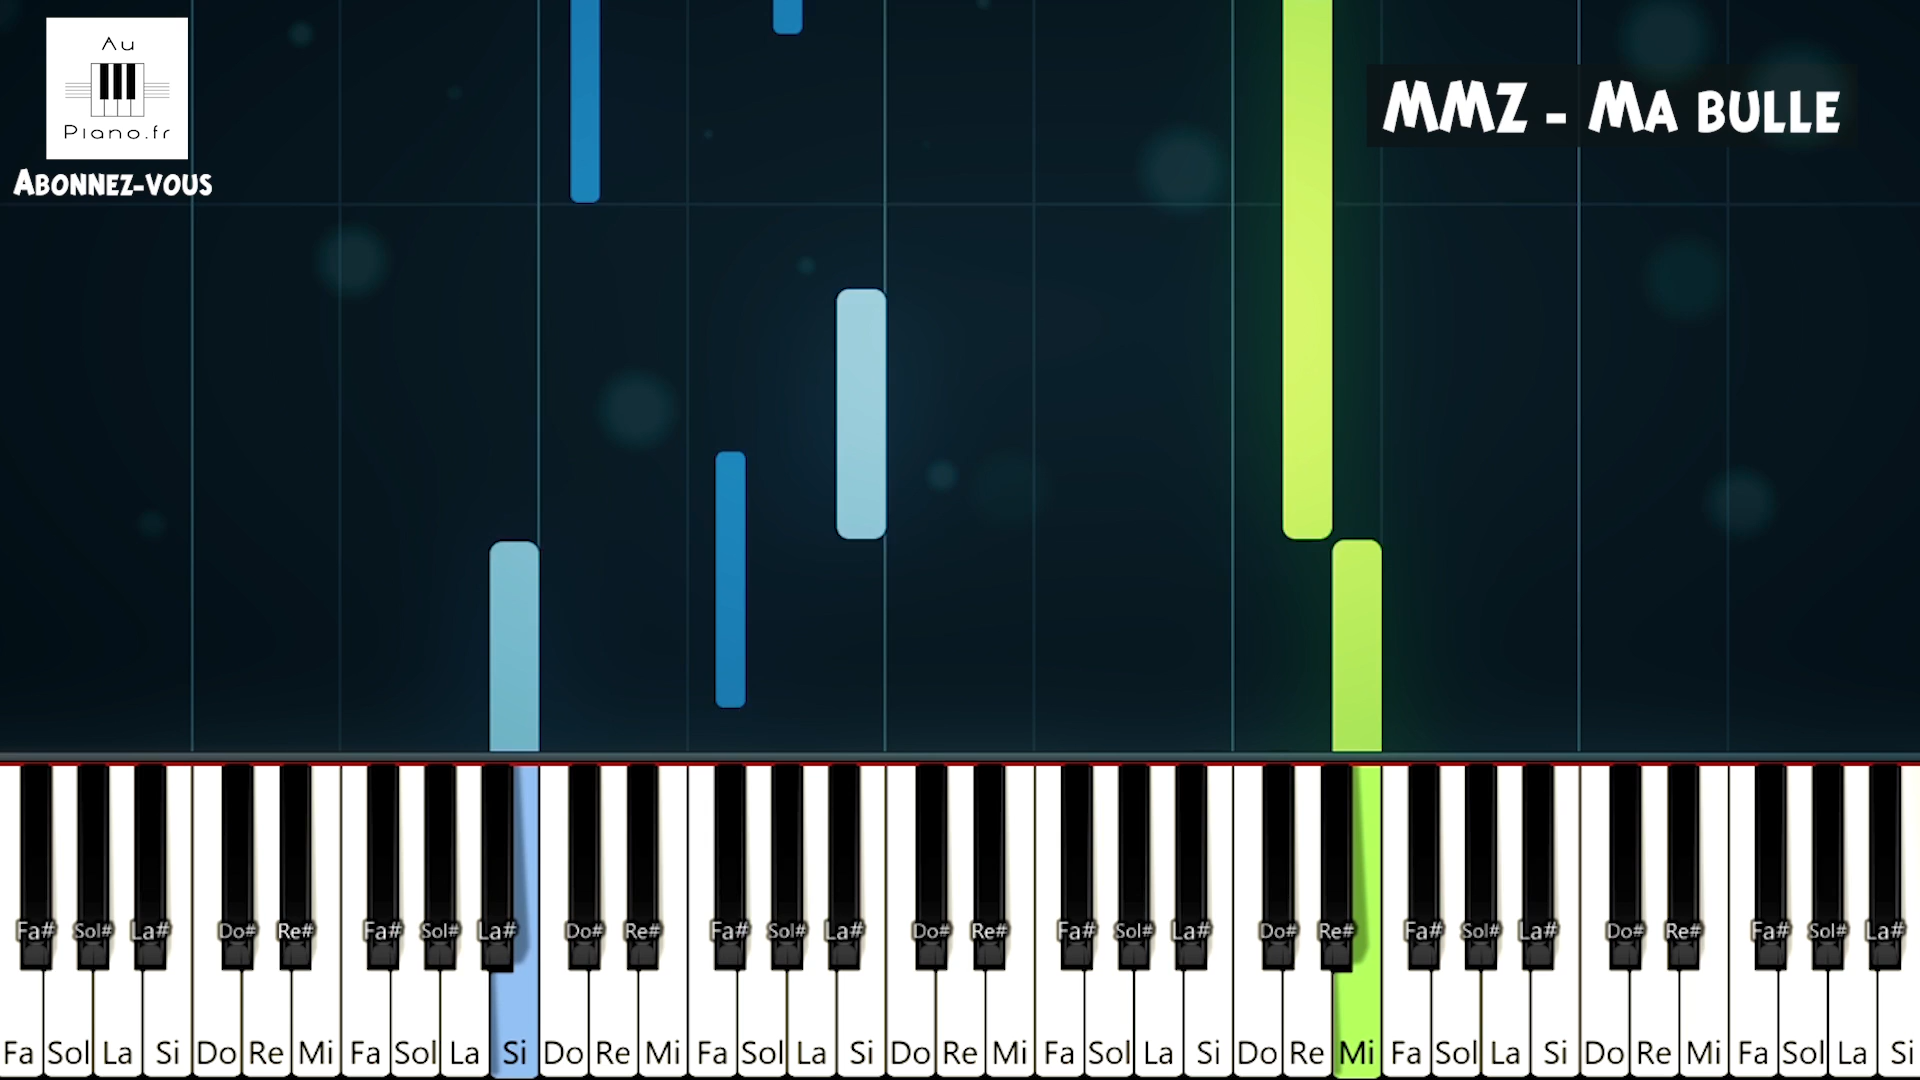 Au
Piano.fr
Abonnez-vous
MMZ - Ma bulle
Fa# Sol# La# Do# Re# Fa# Sol# La# Do# Re# Fa# Sol# La# Do# Re# Fa# Sol# La# Do# Re# Fa# Sol# La# Do# Re# Fa# Sol# La#
Fa Sol La Si Do Re Mi Fa Sol La Si Do Re Mi Fa Sol La Si Do Re Mi Fa Sol La Si Do Re Mi Fa Sol La Si Do Re Mi Fa Sol La Si